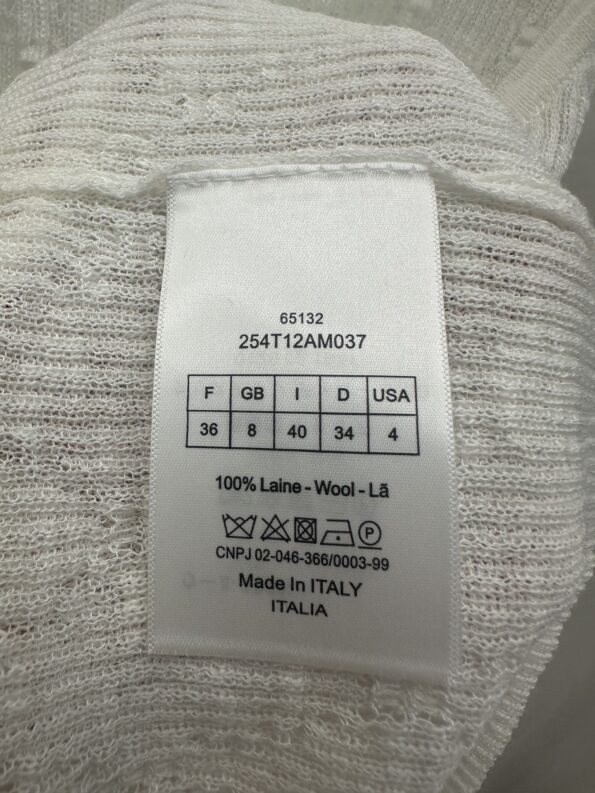 65132
254T12AM037
F GB I D USA
36 8 40 34 4
100% Laine - Wool - Lã
P
CNPJ 02-046-366/0003-99
Made In ITALY
ITALIA